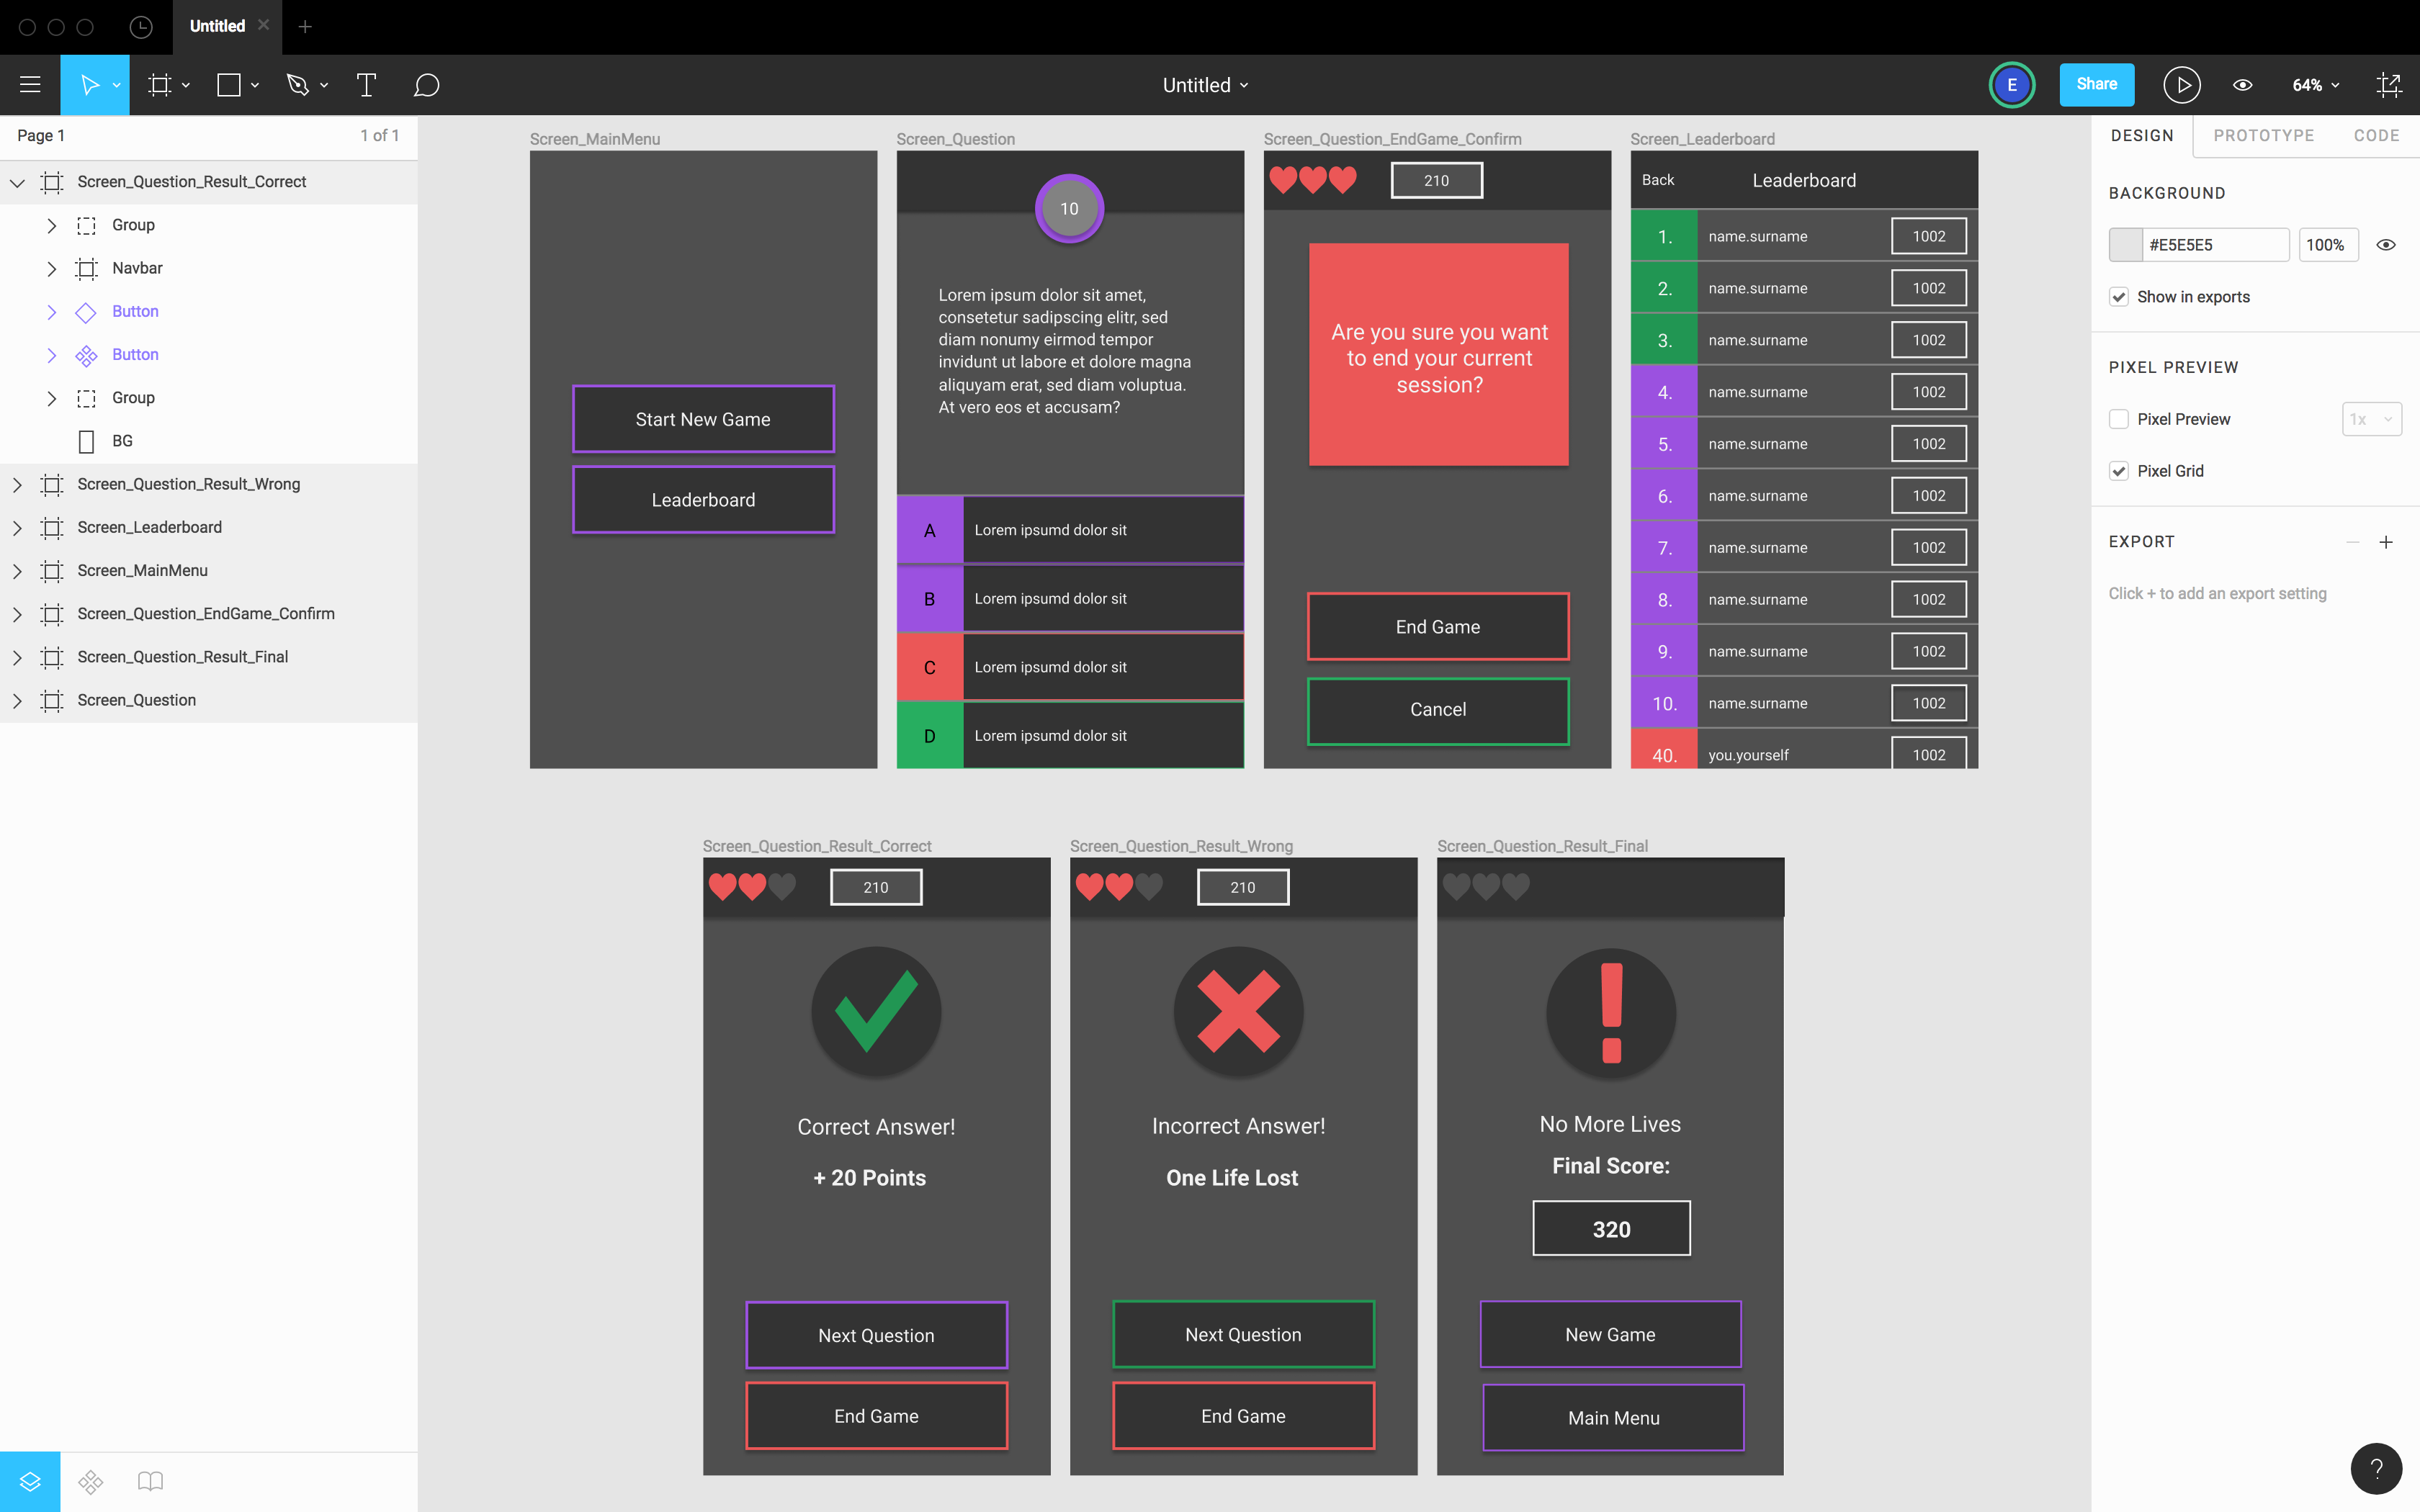 Untitled
Untitled
E
Share
64%
Page 1
1 of 1
Screen_Question_Result_Correct
Group
Navbar
Button
Button
Group
BG
Screen_Question_Result_Wrong
Screen_Leaderboard
Screen_MainMenu
Screen_Question_EndGame_Confirm
Screen_Question_Result_Final
Screen_Question
Screen_MainMenu
Start New Game
Leaderboard
Screen_Question
10
Lorem ipsum dolor sit amet,
consetetur sadipscing elitr, sed
diam nonumy eirmod tempor
invidunt ut labore et dolore magna
aliquyam erat, sed diam voluptua.
At vero eos et accusam?
A Lorem ipsumd dolor sit
B Lorem ipsumd dolor sit
C Lorem ipsumd dolor sit
D Lorem ipsumd dolor sit
Screen_Question_EndGame_Confirm
210
Are you sure you want
to end your current
session?
End Game
Cancel
Screen_Leaderboard
Back Leaderboard
1. name.surname 1002
2. name.surname 1002
3. name.surname 1002
4. name.surname 1002
5. name.surname 1002
6. name.surname 1002
7. name.surname 1002
8. name.surname 1002
9. name.surname 1002
10. name.surname 1002
40. you.yourself 1002
Screen_Question_Result_Correct
210
Correct Answer!
+ 20 Points
Next Question
End Game
Screen_Question_Result_Wrong
210
Incorrect Answer!
One Life Lost
Next Question
End Game
Screen_Question_Result_Final
!
No More Lives
Final Score:
320
New Game
Main Menu
DESIGN PROTOTYPE CODE
BACKGROUND
#E5E5E5 100%
Show in exports
PIXEL PREVIEW
Pixel Preview 1x
Pixel Grid
EXPORT
Click + to add an export setting
?